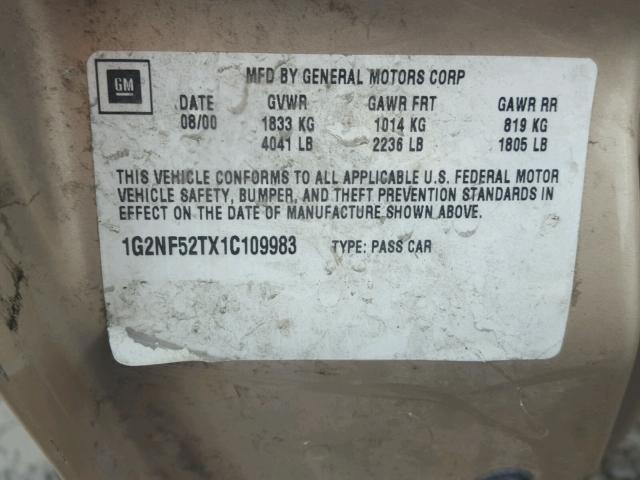 GM
MFD BY GENERAL MOTORS CORP
DATE GVWR GAWR FRT GAWR RR
08/00 1833 KG 1014 KG 819 KG
4041 LB 2236 LB 1805 LB
THIS VEHICLE CONFORMS TO ALL APPLICABLE U.S. FEDERAL MOTOR
VEHICLE SAFETY, BUMPER, AND THEFT PREVENTION STANDARDS IN
EFFECT ON THE DATE OF MANUFACTURE SHOWN ABOVE.
1G2NF52TX1C109983 TYPE: PASS CAR